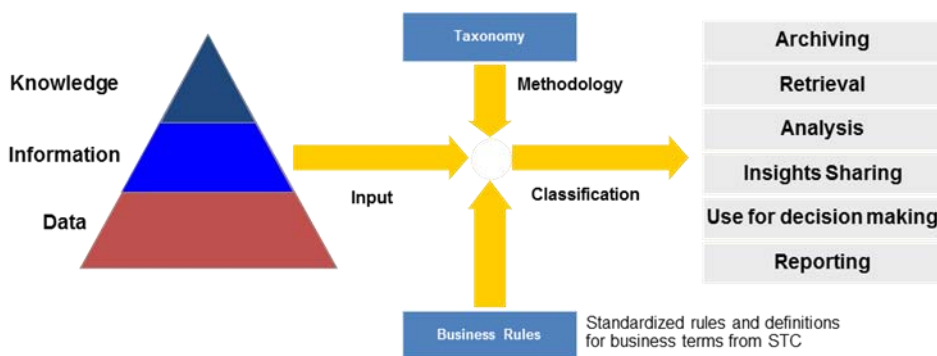 Knowledge
Information
Data
Input
Taxonomy
Methodology
Classification
Business Rules
Standardized rules and definitions
for business terms from STC
Archiving
Retrieval
Analysis
Insights Sharing
Use for decision making
Reporting